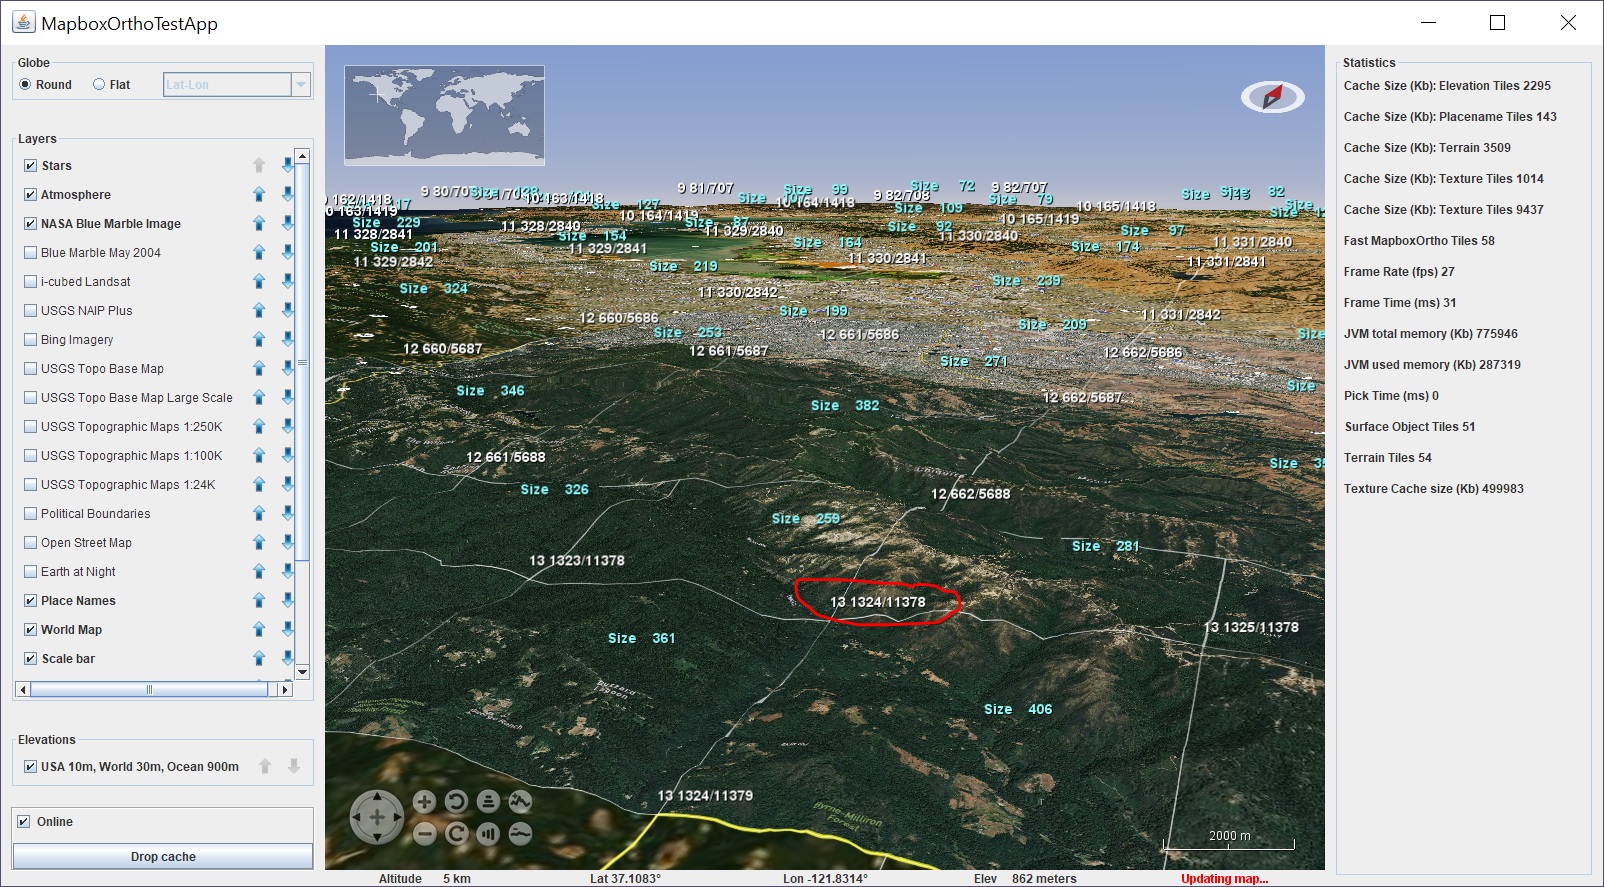 MapboxOrthoTestApp
Globe
Round Flat Lat-Lon
Layers
Stars
Atmosphere
NASA Blue Marble Image
Blue Marble May 2004
i-cubed Landsat
USGS NAIP Plus
Bing Imagery
USGS Topo Base Map
USGS Topo Base Map Large Scale
USGS Topographic Maps 1:250K
USGS Topographic Maps 1:100K
USGS Topographic Maps 1:24K
Political Boundaries
Open Street Map
Earth at Night
Place Names
World Map
Scale bar
Elevations
USA 10m, World 30m, Ocean 900m
Online
Drop cache
9 81/707
Size 99
Size 72
9 82/707
Size 79
9 82/708
Size 127
10 163/1418
10 164/1419
10 164/1418
Size 109
10 165/1418
10 165/1419
10 163/1419
Size 229
11 328/2840
Size 87
11 329/2840
Size 92
11 330/2840
Size 97
11 328/2841
Size 154
Size 164
Size 174
11 331/2840
Size 201
11 329/2841
11 330/2841
11 331/2841
11 329/2842
Size 219
Size 239
Size 324
11 330/2842
Size 199
11 331/2842
12 660/5686
Size 253
12 661/5686
Size 209
12 660/5687
12 661/5687
Size 271
12 662/5686
Size 346
Size 382
12 662/5687
12 661/5688
Size 326
12 662/5688
Size 259
Size 281
13 1323/11378
13 1324/11378
13 1325/11378
Size 361
Size 406
13 1324/11379
Byrne-Milliron
Forest
2000 m
Altitude 5 km Lat 37.1083° Lon -121.8314° Elev 862 meters Updating map...
Statistics
Cache Size (Kb): Elevation Tiles 2295
Cache Size (Kb): Placename Tiles 143
Cache Size (Kb): Terrain 3509
Cache Size (Kb): Texture Tiles 1014
Cache Size (Kb): Texture Tiles 9437
Fast MapboxOrtho Tiles 58
Frame Rate (fps) 27
Frame Time (ms) 31
JVM total memory (Kb) 775946
JVM used memory (Kb) 287319
Pick Time (ms) 0
Surface Object Tiles 51
Terrain Tiles 54
Texture Cache size (Kb) 499983